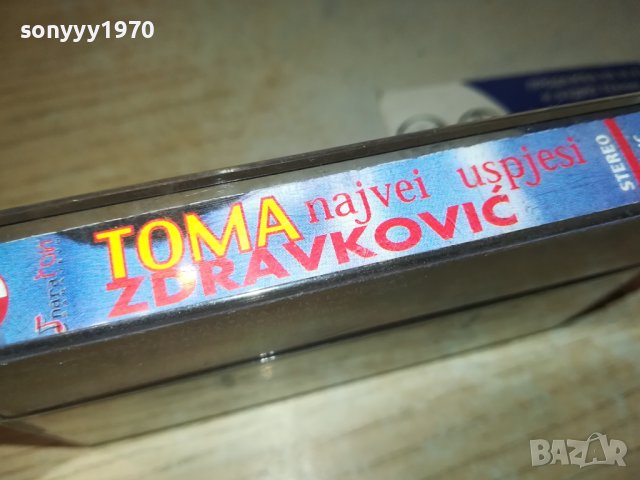 sonyyy1970
TOMA najvei uspjesi
ZDRAVKOVIĆ
STEREO
BAZAR